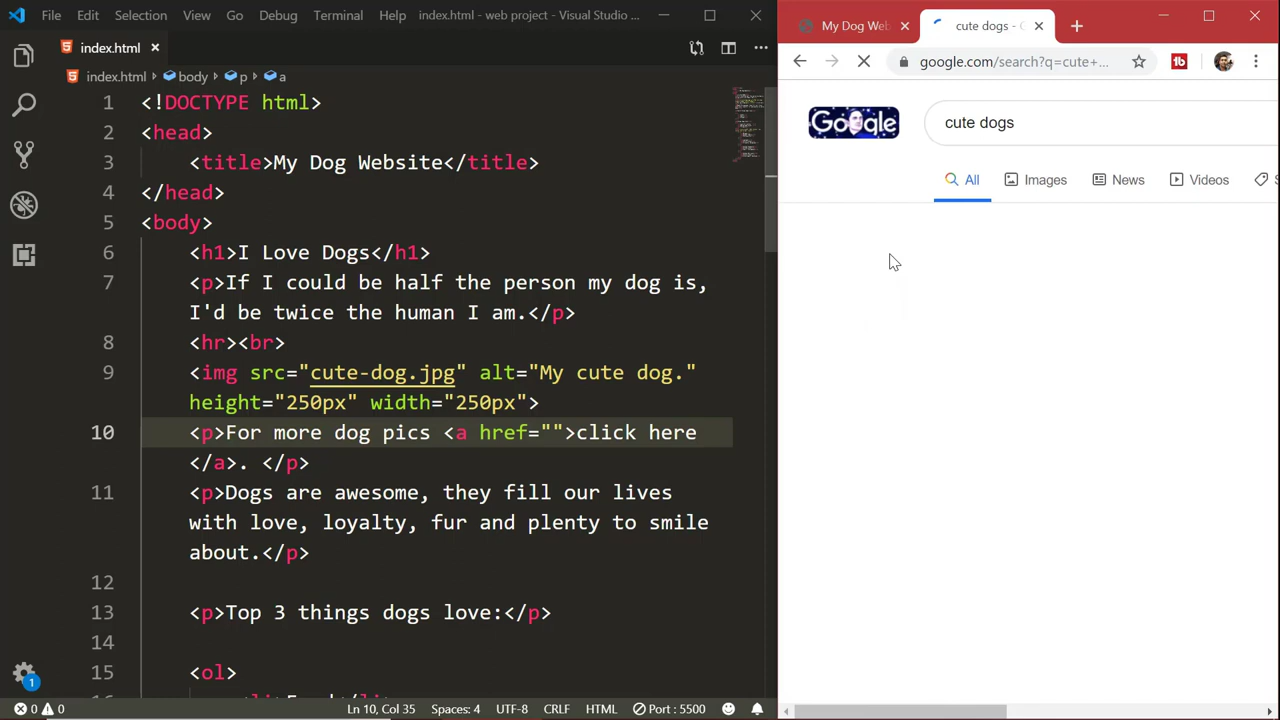 File Edit Selection View Go Debug Terminal Help index.html - web project - Visual Studio ...
index.html
index.html > body > p > a
1 <!DOCTYPE html>
2 <head>
3 <title>My Dog Website</title>
4 </head>
5 <body>
6 <h1>I Love Dogs</h1>
7 <p>If I could be half the person my dog is,
I'd be twice the human I am.</p>
8 <hr><br>
9 <img src="cute-dog.jpg" alt="My cute dog."
height="250px" width="250px">
10 <p>For more dog pics <a href="">click here
</a>. </p>
11 <p>Dogs are awesome, they fill our lives
with love, loyalty, fur and plenty to smile
about.</p>
12
13 <p>Top 3 things dogs love:</p>
14
15 <ol>
1
0 0 Ln 10, Col 35 Spaces: 4 UTF-8 CRLF HTML Port : 5500
My Dog Web
cute dogs - G
google.com/search?q=cute+...
tb
Google
cute dogs
All Images News Videos